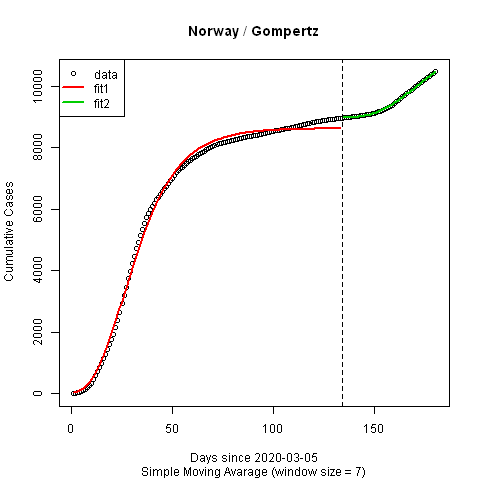 Norway / Gompertz
data
fit1
fit2
Cumulative Cases
0
2000
4000
6000
8000
10000
0
50
100
150
Days since 2020-03-05
Simple Moving Avarage (window size = 7)